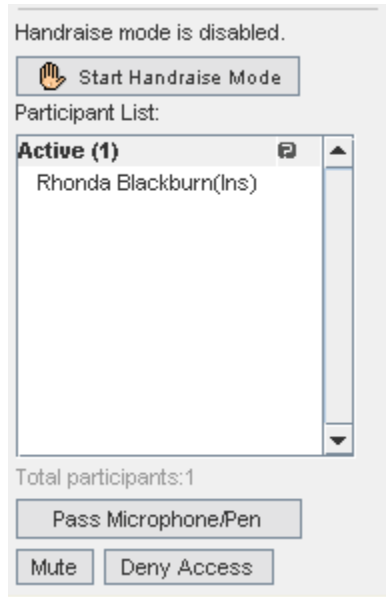 Handraise mode is disabled.
Start Handraise Mode
Participant List:
Active (1)
Rhonda Blackburn(Ins)
Total participants:1
Pass Microphone/Pen
Mute Deny Access